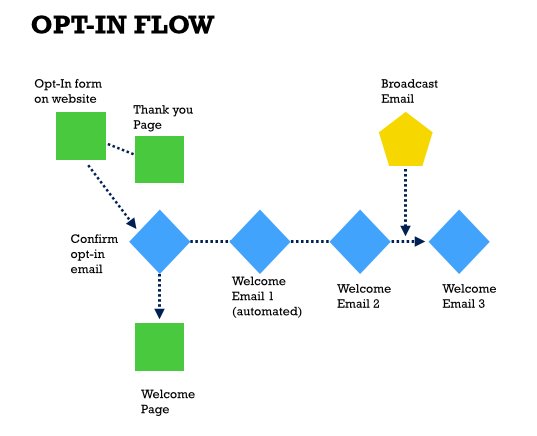 OPT-IN FLOW
Opt-In form
on website
Thank you
Page
Broadcast
Email
Confirm
opt-in
email
Welcome
Email 1
(automated)
Welcome
Email 2
Welcome
Email 3
Welcome
Page